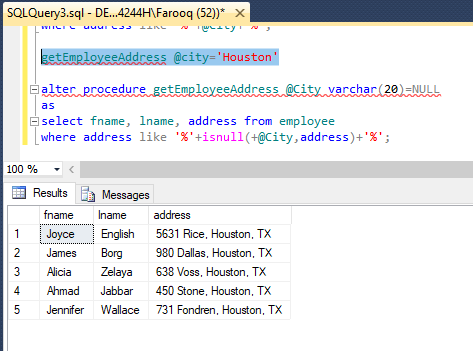 SQLQuery3.sql - DE...4244H\Farooq (52))*
where address like '%'+@City+'%';
getEmployeeAddress @city='Houston'
alter procedure getEmployeeAddress @City varchar(20)=NULL
as
select fname, lname, address from employee
where address like '%'+isnull(+@City,address)+'%';
100 %
Results Messages
fname lname address
1 Joyce English 5631 Rice, Houston, TX
2 James Borg 980 Dallas, Houston, TX
3 Alicia Zelaya 638 Voss, Houston, TX
4 Ahmad Jabbar 450 Stone, Houston, TX
5 Jennifer Wallace 731 Fondren, Houston, TX